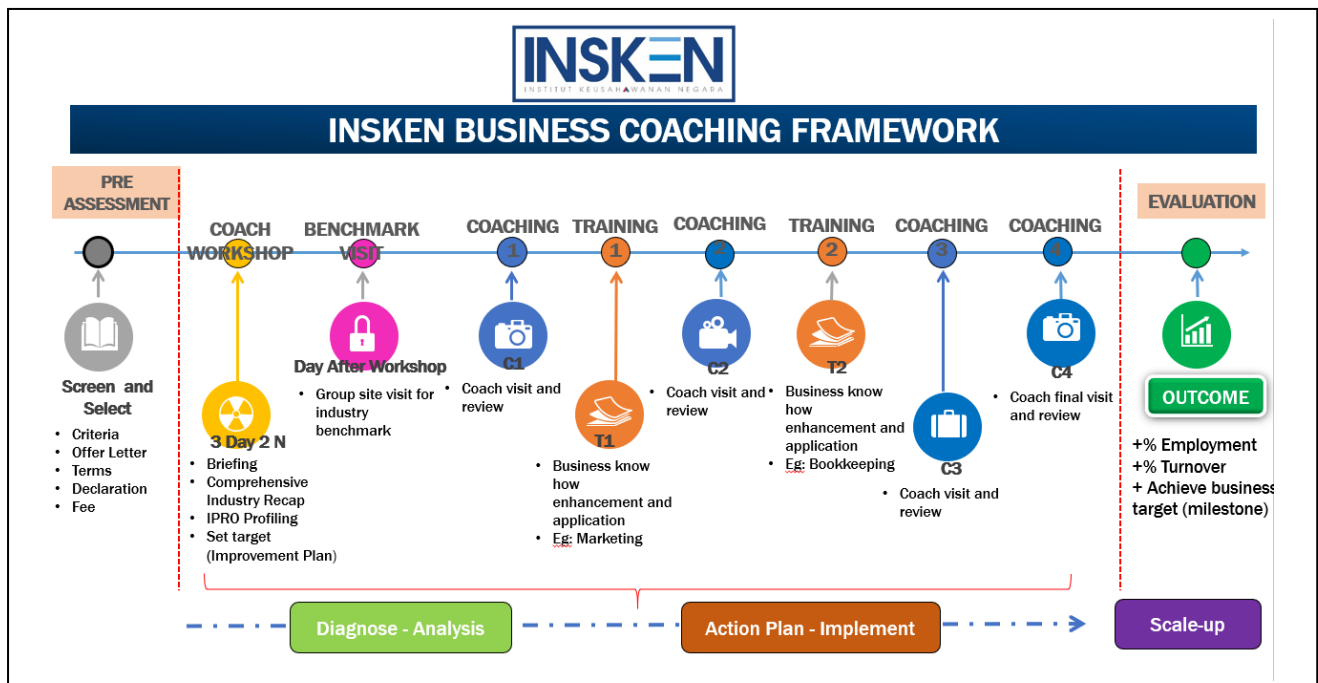 INSKEN
INSTITUT KEUSAHAWANAN NEGARA
INSKEN BUSINESS COACHING FRAMEWORK
PRE
ASSESSMENT
COACH
WORKSHOP
3 Day 2 N
• Briefing
• Comprehensive
Industry Recap
• IPRO Profiling
• Set target
(Improvement Plan)
BENCHMARK
VISIT
Day After Workshop
• Group site visit for
industry
benchmark
COACHING
1
C1
• Coach visit and
review
TRAINING
1
T1
• Business know
how
enhancement and
application
• Eg: Marketing
COACHING
2
C2
• Coach visit and
review
TRAINING
2
T2
• Business know
how
enhancement and
application
• Eg: Bookkeeping
COACHING
3
C3
• Coach visit and
review
COACHING
4
C4
• Coach final visit
and review
EVALUATION
OUTCOME
+% Employment
+% Turnover
+ Achieve business
target (milestone)
Screen and
Select
• Criteria
• Offer Letter
• Terms
• Declaration
• Fee
Diagnose - Analysis
Action Plan - Implement
Scale-up